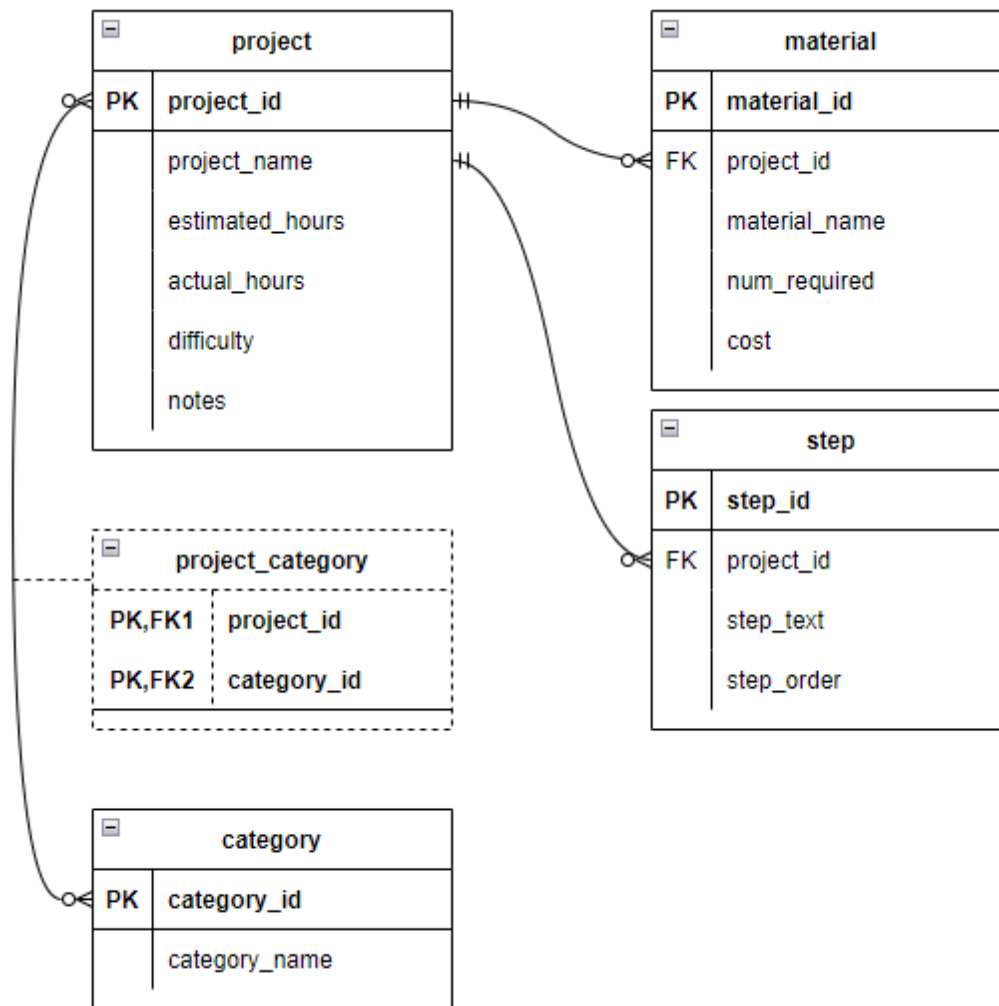 project
PK project_id
project_name
estimated_hours
actual_hours
difficulty
notes
material
PK material_id
FK project_id
material_name
num_required
cost
step
PK step_id
FK project_id
step_text
step_order
project_category
PK,FK1 project_id
PK,FK2 category_id
category
PK category_id
category_name